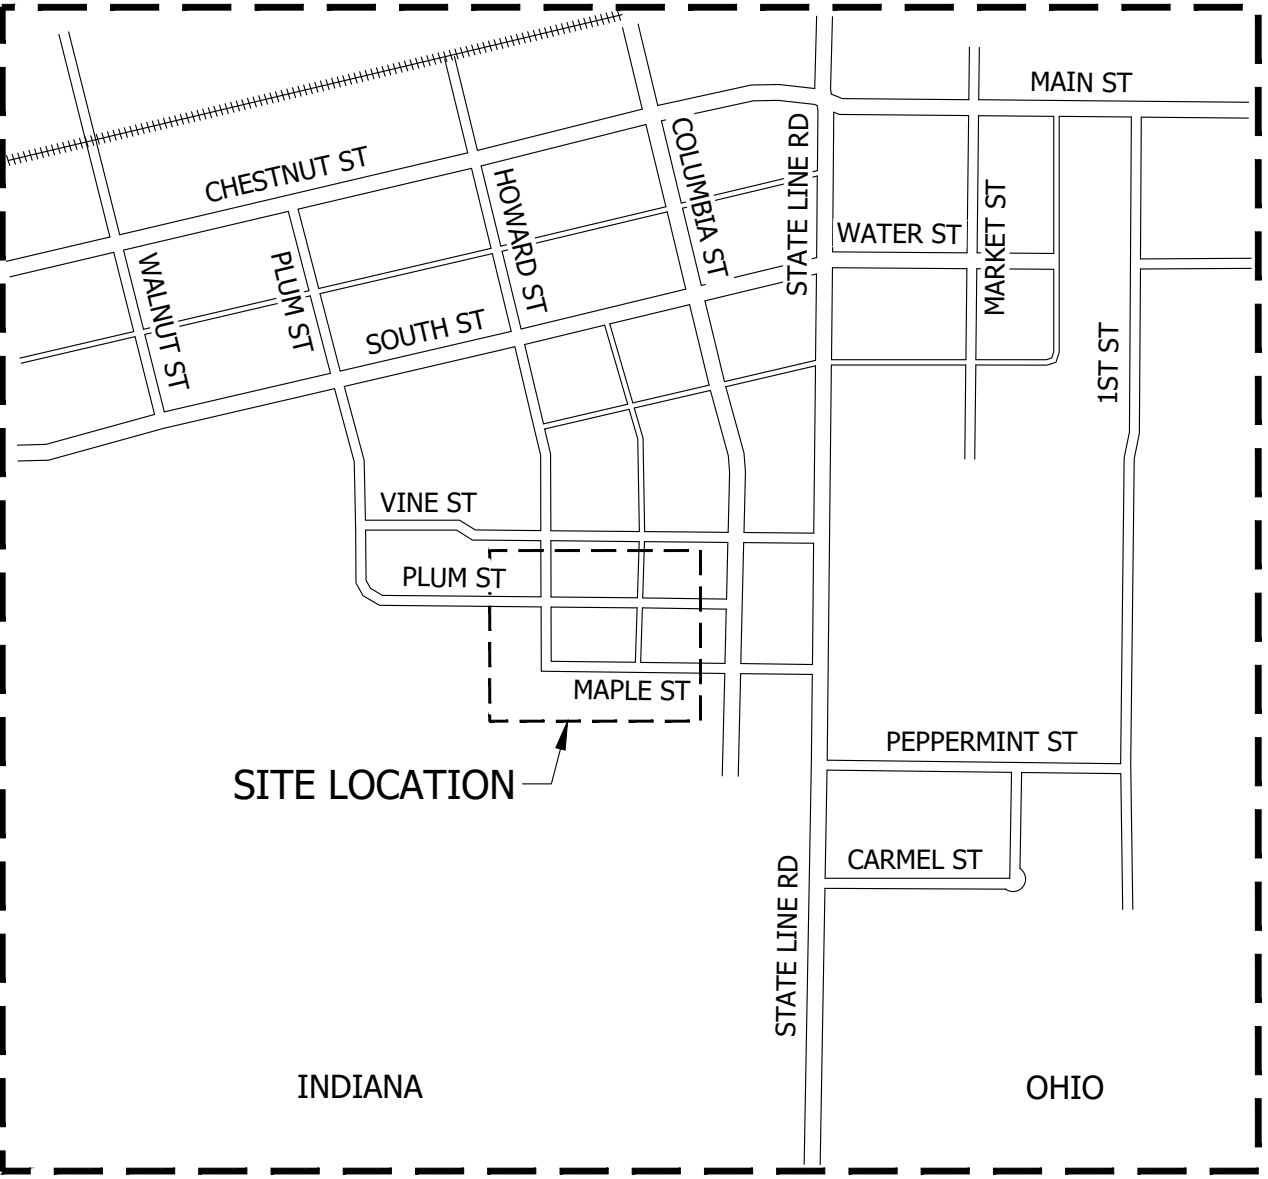 MAIN ST
CHESTNUT ST
COLUMBIA ST
STATE LINE RD
HOWARD ST
MARKET ST
WATER ST
WALNUT ST
PLUM ST
SOUTH ST
1ST ST
VINE ST
PLUM ST
MAPLE ST
PEPPERMINT ST
SITE LOCATION
CARMEL ST
STATE LINE RD
INDIANA
OHIO